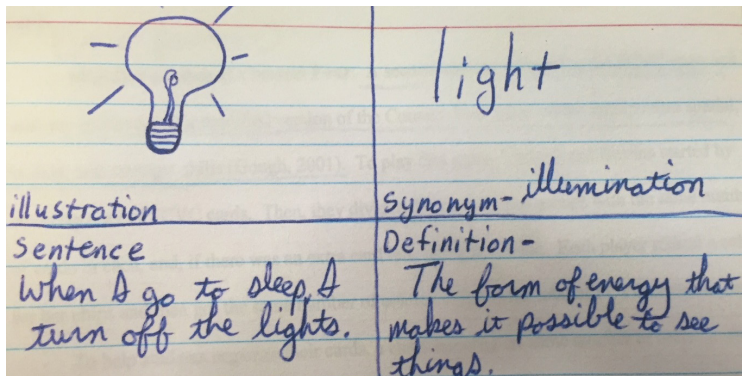 illustration
light
Synonym- illumination
Sentence
When I go to sleep, I
turn off the lights.
Definition-
The form of energy that
makes it possible to see
things.